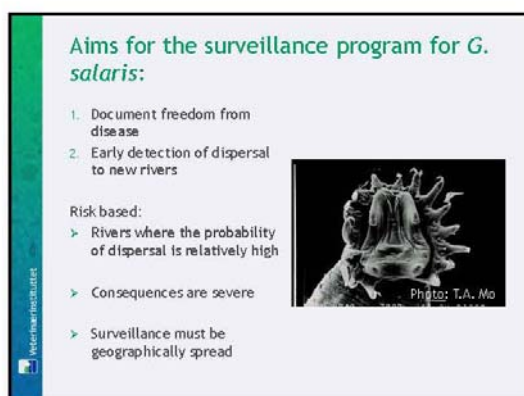 Aims for the surveillance program for G.
salaris:
1. Document freedom from
disease
2. Early detection of dispersal
to new rivers
Risk based:
➤ Rivers where the probability
of dispersal is relatively high
➤ Consequences are severe
➤ Surveillance must be
geographically spread
Photo: T.A. Mo
Veterinærinstituttet